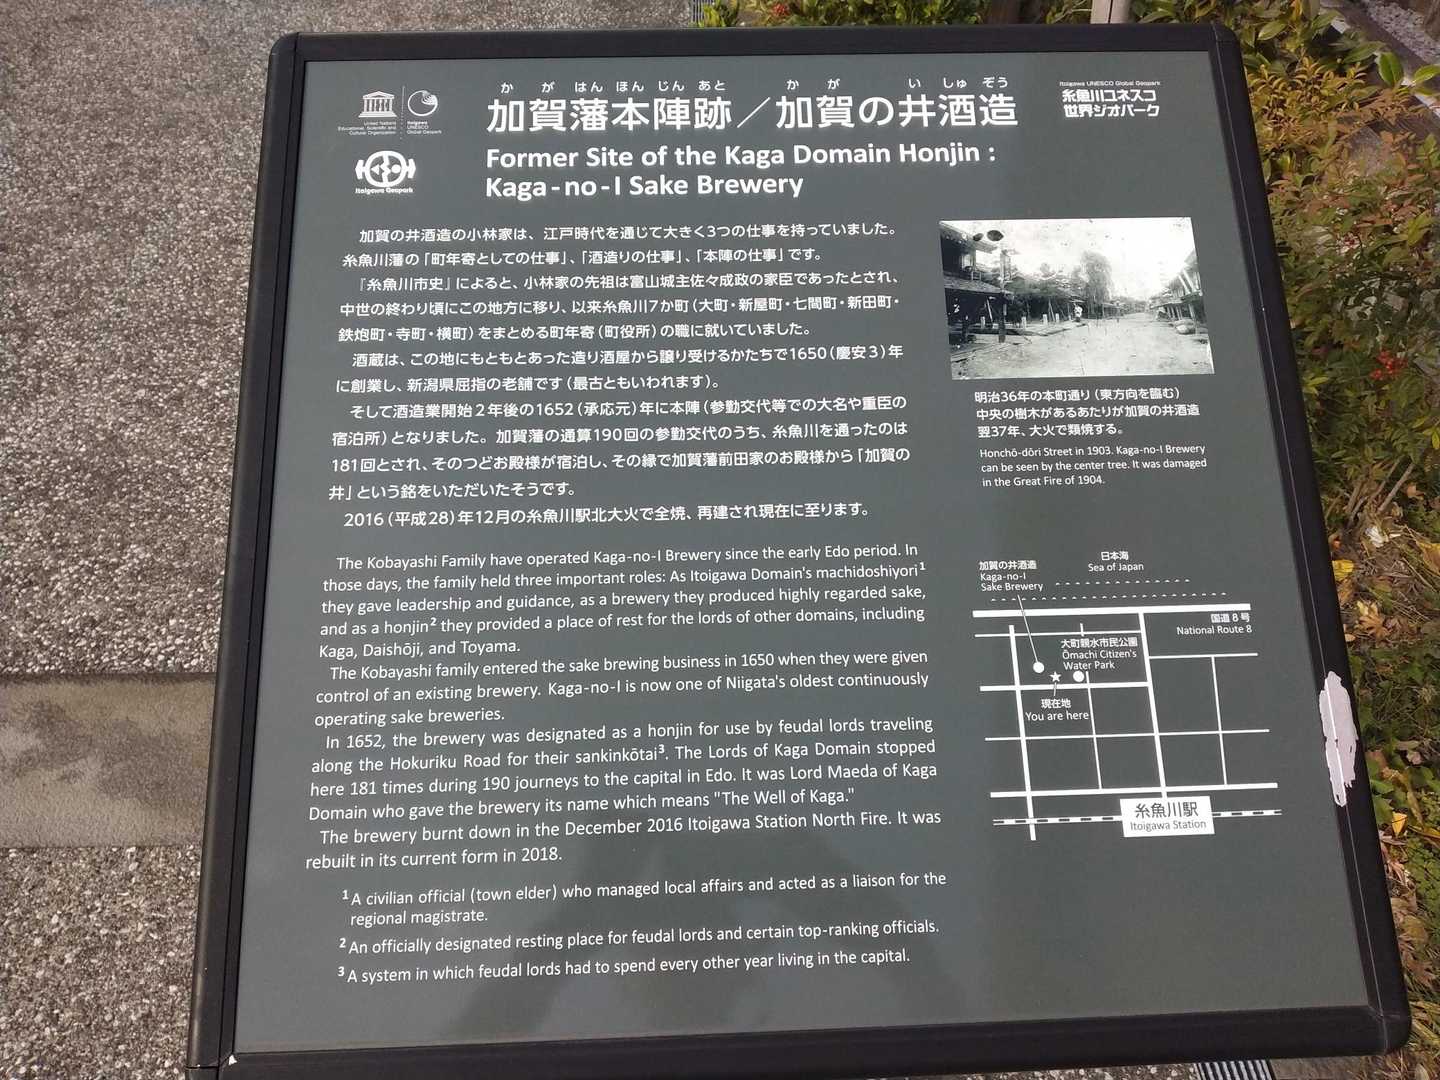 United Nations
Educational, Scientific and
Cultural Organization
Itoigawa
UNESCO
Global Geopark
Itoigawa Geopark
か が はん ほん じん あと か が い しゅ ぞう
加賀藩本陣跡／加賀の井酒造
Former Site of the Kaga Domain Honjin :
Kaga-no-I Sake Brewery
Itoigawa UNESCO Global Geopark
糸魚川ユネスコ
世界ジオパーク
加賀の井酒造の小林家は、江戸時代を通じて大きく3つの仕事を持っていました。
糸魚川藩の「町年寄としての仕事」、「酒造りの仕事」、「本陣の仕事」です。
『糸魚川市史』によると、小林家の先祖は富山城主佐々成政の家臣であったとされ、
中世の終わり頃にこの地方に移り、以来糸魚川7か町（大町・新屋町・七間町・新田町・
鉄炮町・寺町・横町）をまとめる町年寄（町役所）の職に就いていました。
酒蔵は、この地にもともとあった造り酒屋から譲り受けるかたちで1650（慶安3）年
に創業し、新潟県屈指の老舗です（最古ともいわれます）。
そして酒造業開始2年後の1652（承応元）年に本陣（参勤交代等での大名や重臣の
宿泊所）となりました。加賀藩の通算190回の参勤交代のうち、糸魚川を通ったのは
181回とされ、そのつどお殿様が宿泊し、その縁で加賀藩前田家のお殿様から「加賀の
井」という銘をいただいたそうです。
2016（平成28）年12月の糸魚川駅北大火で全焼、再建され現在に至ります。
The Kobayashi Family have operated Kaga-no-I Brewery since the early Edo period. In
those days, the family held three important roles: As Itoigawa Domain's machidoshiyori¹
they gave leadership and guidance, as a brewery they produced highly regarded sake,
and as a honjin² they provided a place of rest for the lords of other domains, including
Kaga, Daishōji, and Toyama.
The Kobayashi family entered the sake brewing business in 1650 when they were given
control of an existing brewery. Kaga-no-I is now one of Niigata's oldest continuously
operating sake breweries.
In 1652, the brewery was designated as a honjin for use by feudal lords traveling
along the Hokuriku Road for their sankinkōtai³. The Lords of Kaga Domain stopped
here 181 times during 190 journeys to the capital in Edo. It was Lord Maeda of Kaga
Domain who gave the brewery its name which means "The Well of Kaga."
The brewery burnt down in the December 2016 Itoigawa Station North Fire. It was
rebuilt in its current form in 2018.
¹ A civilian official (town elder) who managed local affairs and acted as a liaison for the
regional magistrate.
² An officially designated resting place for feudal lords and certain top-ranking officials.
³ A system in which feudal lords had to spend every other year living in the capital.
明治36年の本町通り（東方向を臨む）
中央の樹木があるあたりが加賀の井酒造
翌37年、大火で類焼する。
Honchō-dōri Street in 1903. Kaga-no-I Brewery
can be seen by the center tree. It was damaged
in the Great Fire of 1904.
加賀の井酒造
Kaga-no-I
Sake Brewery
日本海
Sea of Japan
国道8号
National Route 8
大町親水市民公園
Ōmachi Citizen's
Water Park
現在地
You are here
糸魚川駅
Itoigawa Station